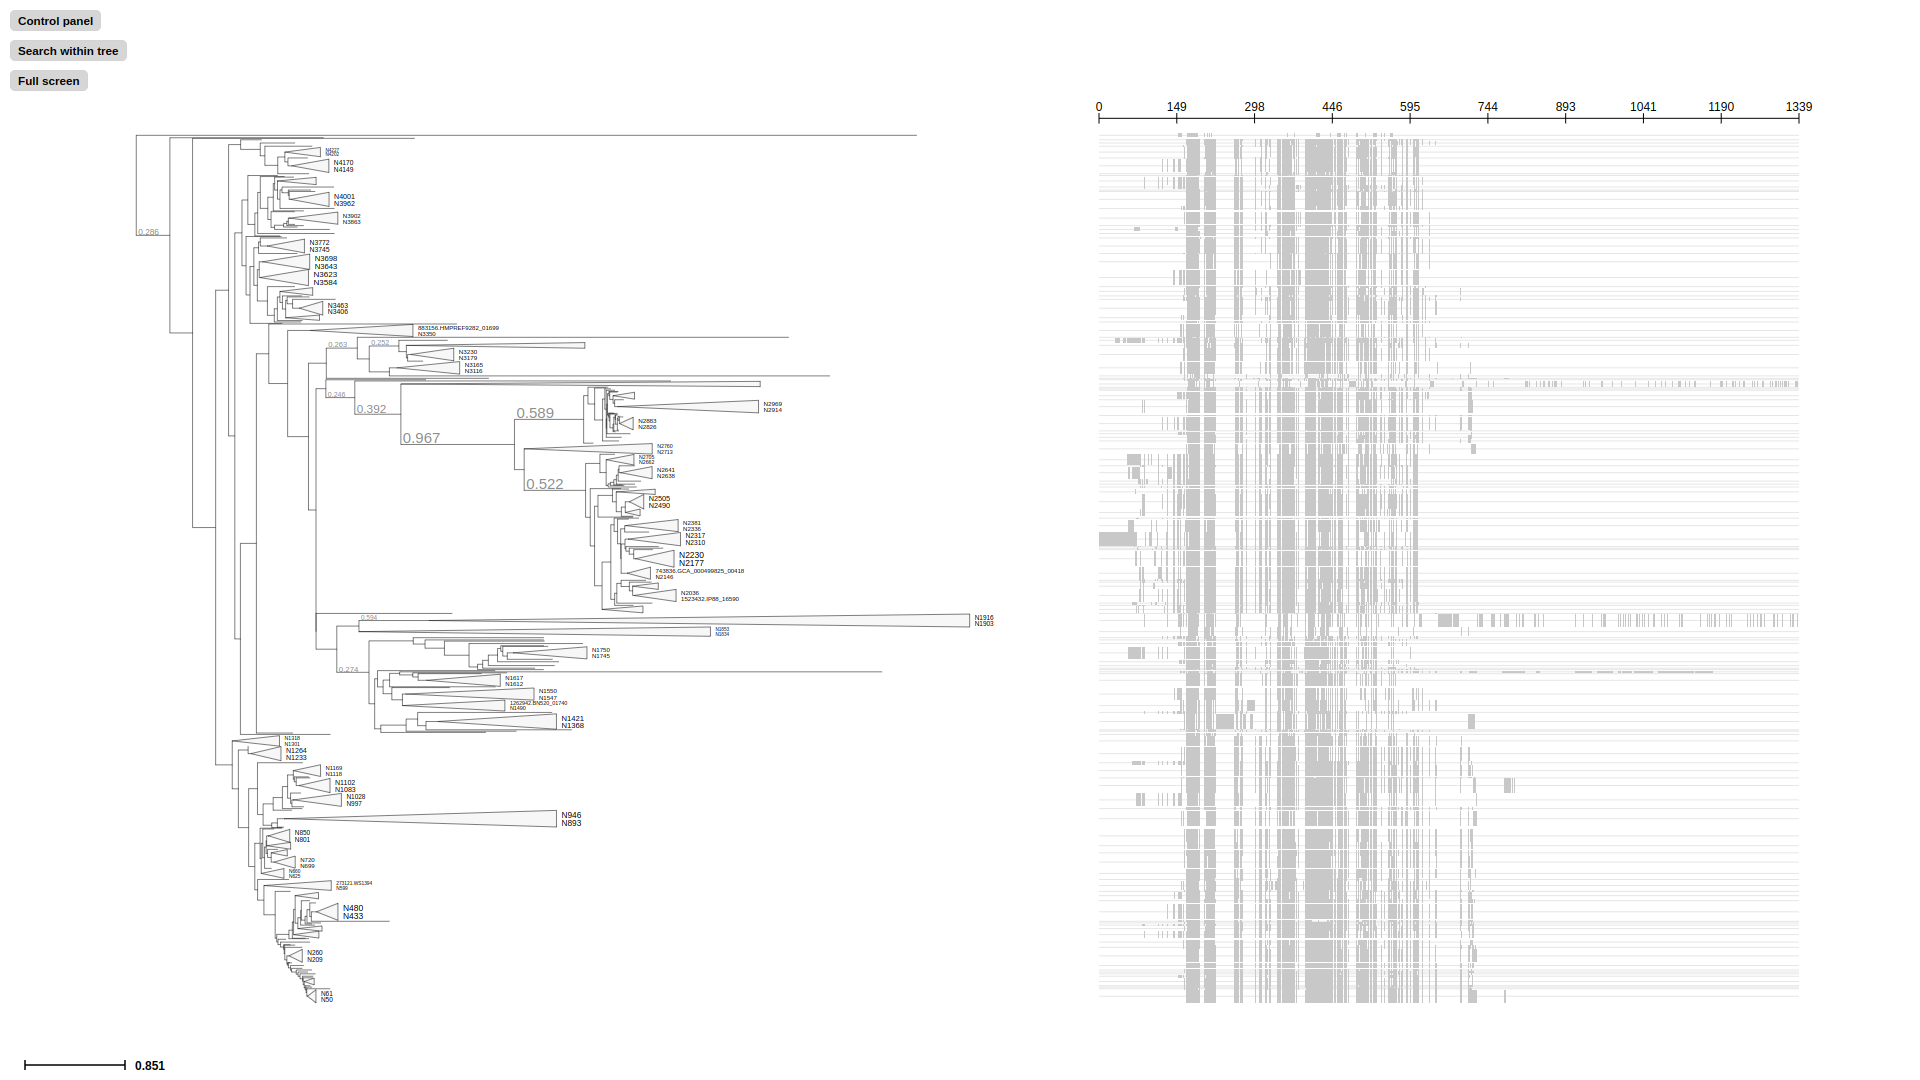 Control panel
Search within tree
Full screen
0 149 298 446 595 744 893 1041 1190 1339
N4170
N4149
N4001
N3962
N3902
N3863
0.286
N3772
N3745
N3698
N3643
N3623
N3584
N3463
N3406
883156.HMPREF9282_01699
N3350
0.263
0.252
N3230
N3179
N3165
N3116
0.246
0.392
N2969
N2914
0.589
N2883
N2826
0.967
N2760
N2713
N2705
N2662
N2641
N2638
0.522
N2505
N2490
N2381
N2336
N2317
N2310
N2230
N2177
743836.GCA_000499825_00418
N2146
N2036
1523432.IP88_16590
0.594
N1916
N1903
N1853
N1834
N1750
N1745
0.274
N1617
N1612
N1550
N1547
1262942.BN520_01740
N1490
N1421
N1368
N1318
N1301
N1264
N1233
N1169
N1118
N1102
N1083
N1028
N997
N946
N893
N850
N801
N720
N699
N660
N625
273121.WS1394
N599
N480
N433
N260
N209
N61
N50
0.851